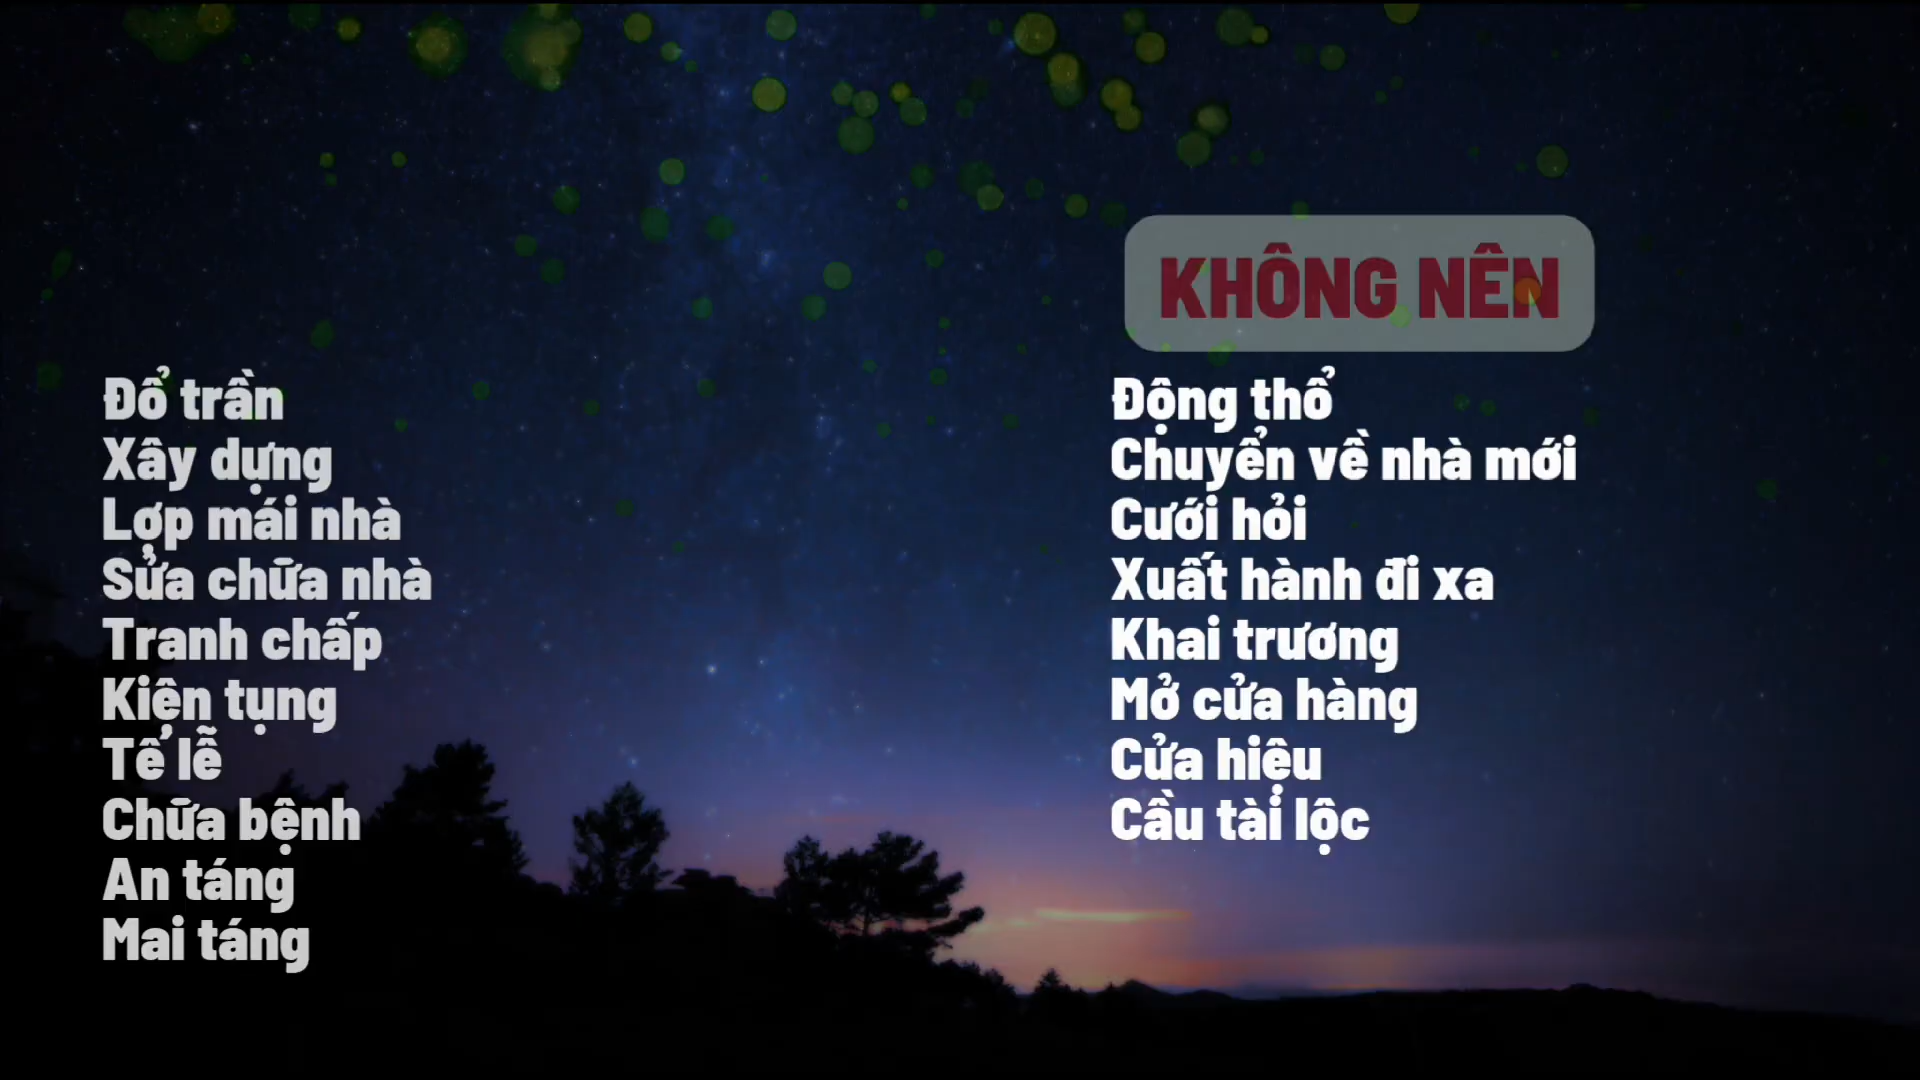 Đổ trần
Xây dựng
Lợp mái nhà
Sửa chữa nhà
Tranh chấp
Kiện tụng
Tế lễ
Chữa bệnh
An táng
Mai táng
KHÔNG NÊN
Động thổ
Chuyển về nhà mới
Cưới hỏi
Xuất hành đi xa
Khai trương
Mở cửa hàng
Cửa hiệu
Cầu tài lộc